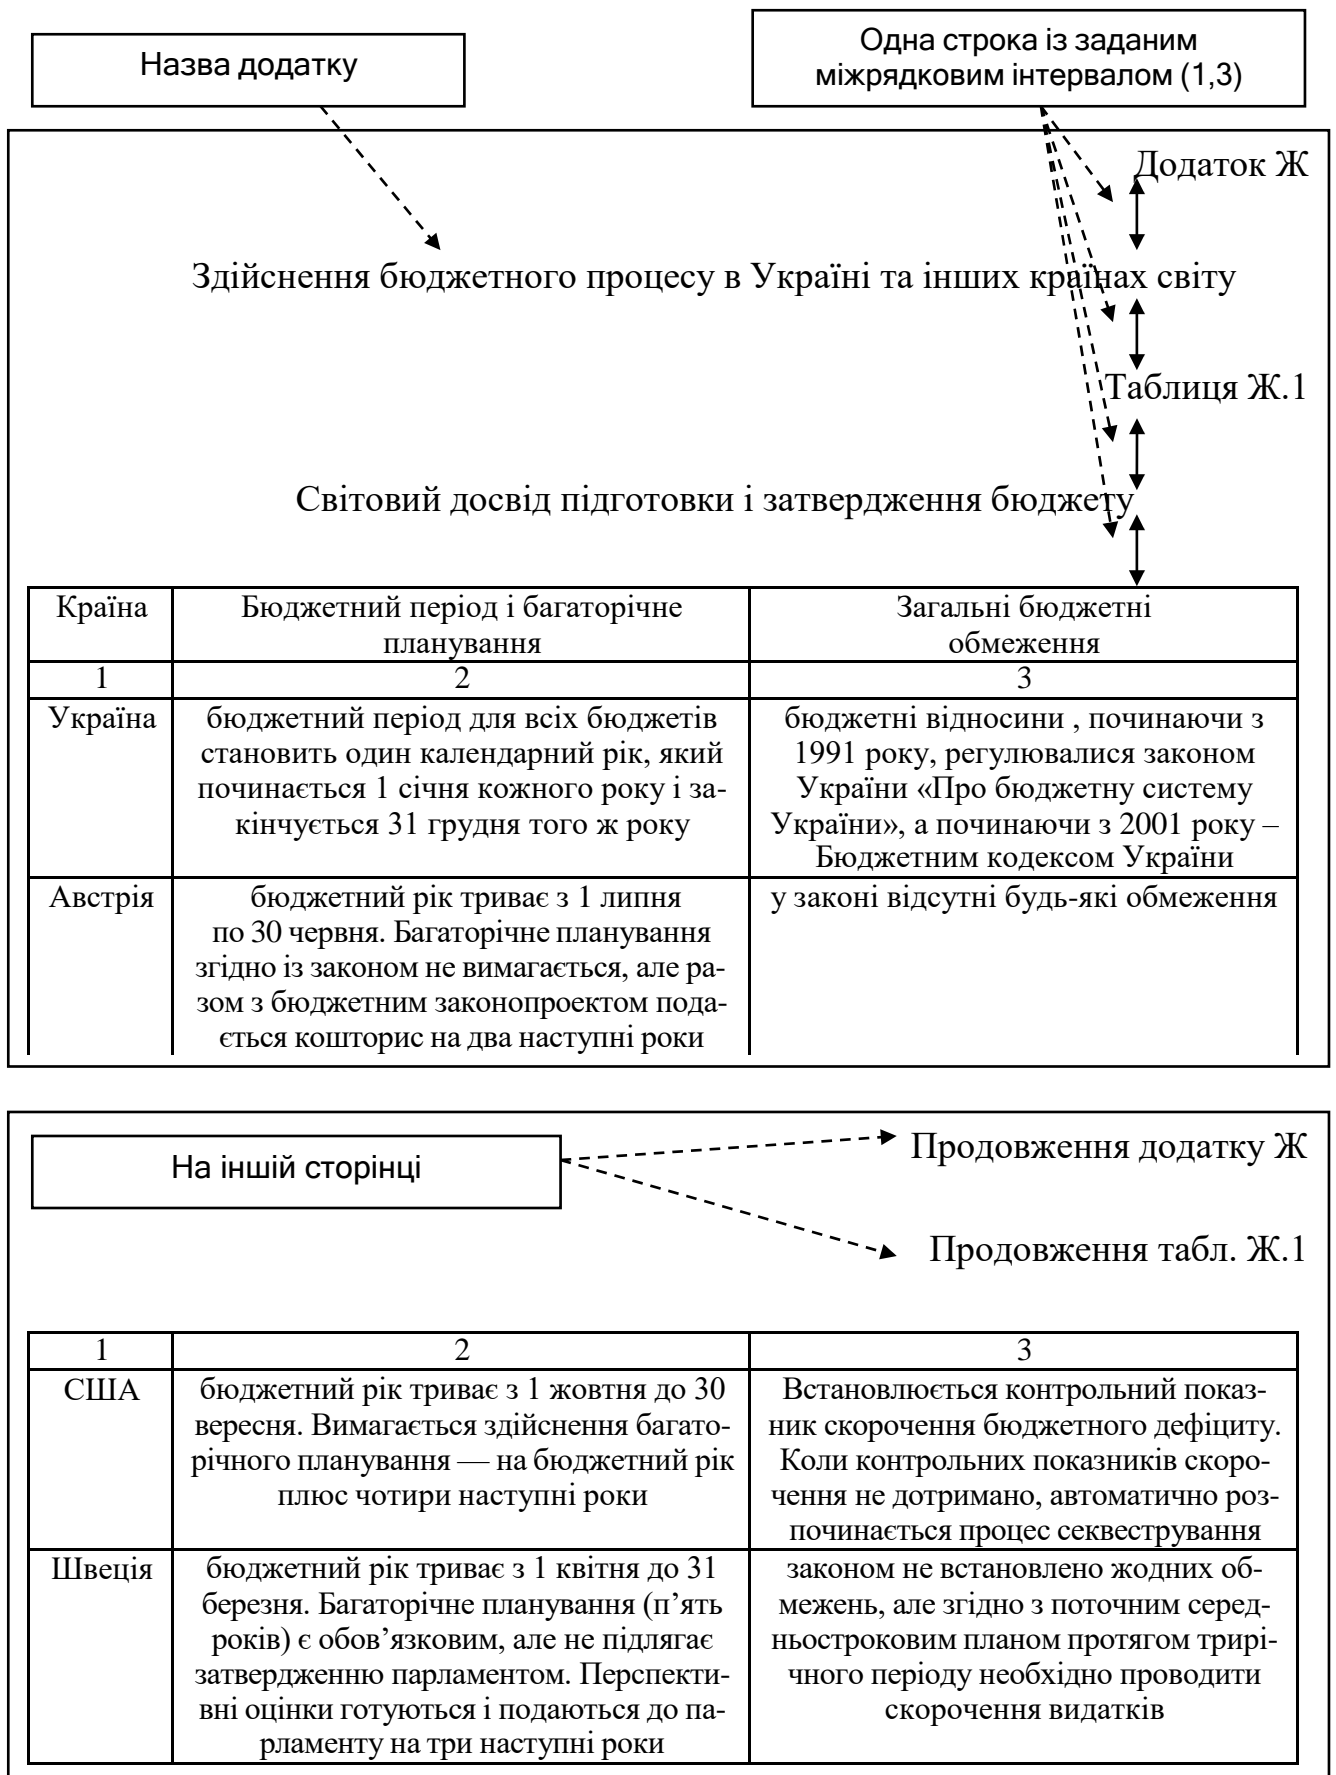 Назва додатку
Одна строка із заданим
міжрядковим інтервалом (1,3)
Додаток Ж
Здійснення бюджетного процесу в Україні та інших країнах світу
Таблиця Ж.1
Світовий досвід підготовки і затвердження бюджету
Країна
Бюджетний період і багаторічне
планування
Загальні бюджетні
обмеження
1
2
3
Україна
бюджетний період для всіх бюджетів
становить один календарний рік, який
починається 1 січня кожного року і за-
кінчується 31 грудня того ж року
бюджетні відносини , починаючи з
1991 року, регулювалися законом
України «Про бюджетну систему
України», а починаючи з 2001 року –
Бюджетним кодексом України
Австрія
бюджетний рік триває з 1 липня
по 30 червня. Багаторічне планування
згідно із законом не вимагається, але ра-
зом з бюджетним законопроектом пода-
ється кошторис на два наступні роки
у законі відсутні будь-які обмеження
На іншій сторінці
Продовження додатку Ж
Продовження табл. Ж.1
1
2
3
США
бюджетний рік триває з 1 жовтня до 30
вересня. Вимагається здійснення багато-
річного планування — на бюджетний рік
плюс чотири наступні роки
Встановлюється контрольний показ-
ник скорочення бюджетного дефіциту.
Коли контрольних показників скоро-
чення не дотримано, автоматично роз-
починається процес секвестрування
Швеція
бюджетний рік триває з 1 квітня до 31
березня. Багаторічне планування (п’ять
років) є обов’язковим, але не підлягає
затвердженню парламентом. Перспекти-
вні оцінки готуються і подаються до па-
рламенту на три наступні роки
законом не встановлено жодних об-
межень, але згідно з поточним серед-
ньостроковим планом протягом трирі-
чного періоду необхідно проводити
скорочення видатків